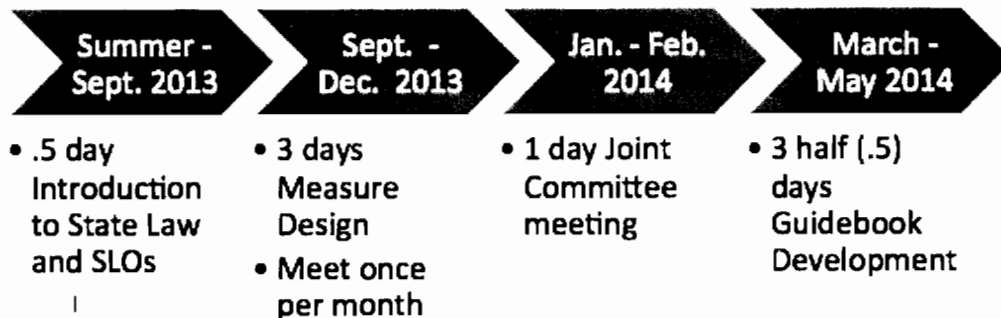 Summer -
Sept. 2013
Sept. -
Dec. 2013
Jan. - Feb.
2014
March -
May 2014
• .5 day
Introduction
to State Law
and SLOs
• 3 days
Measure
Design
• Meet once
per month
• 1 day Joint
Committee
meeting
• 3 half (.5)
days
Guidebook
Development